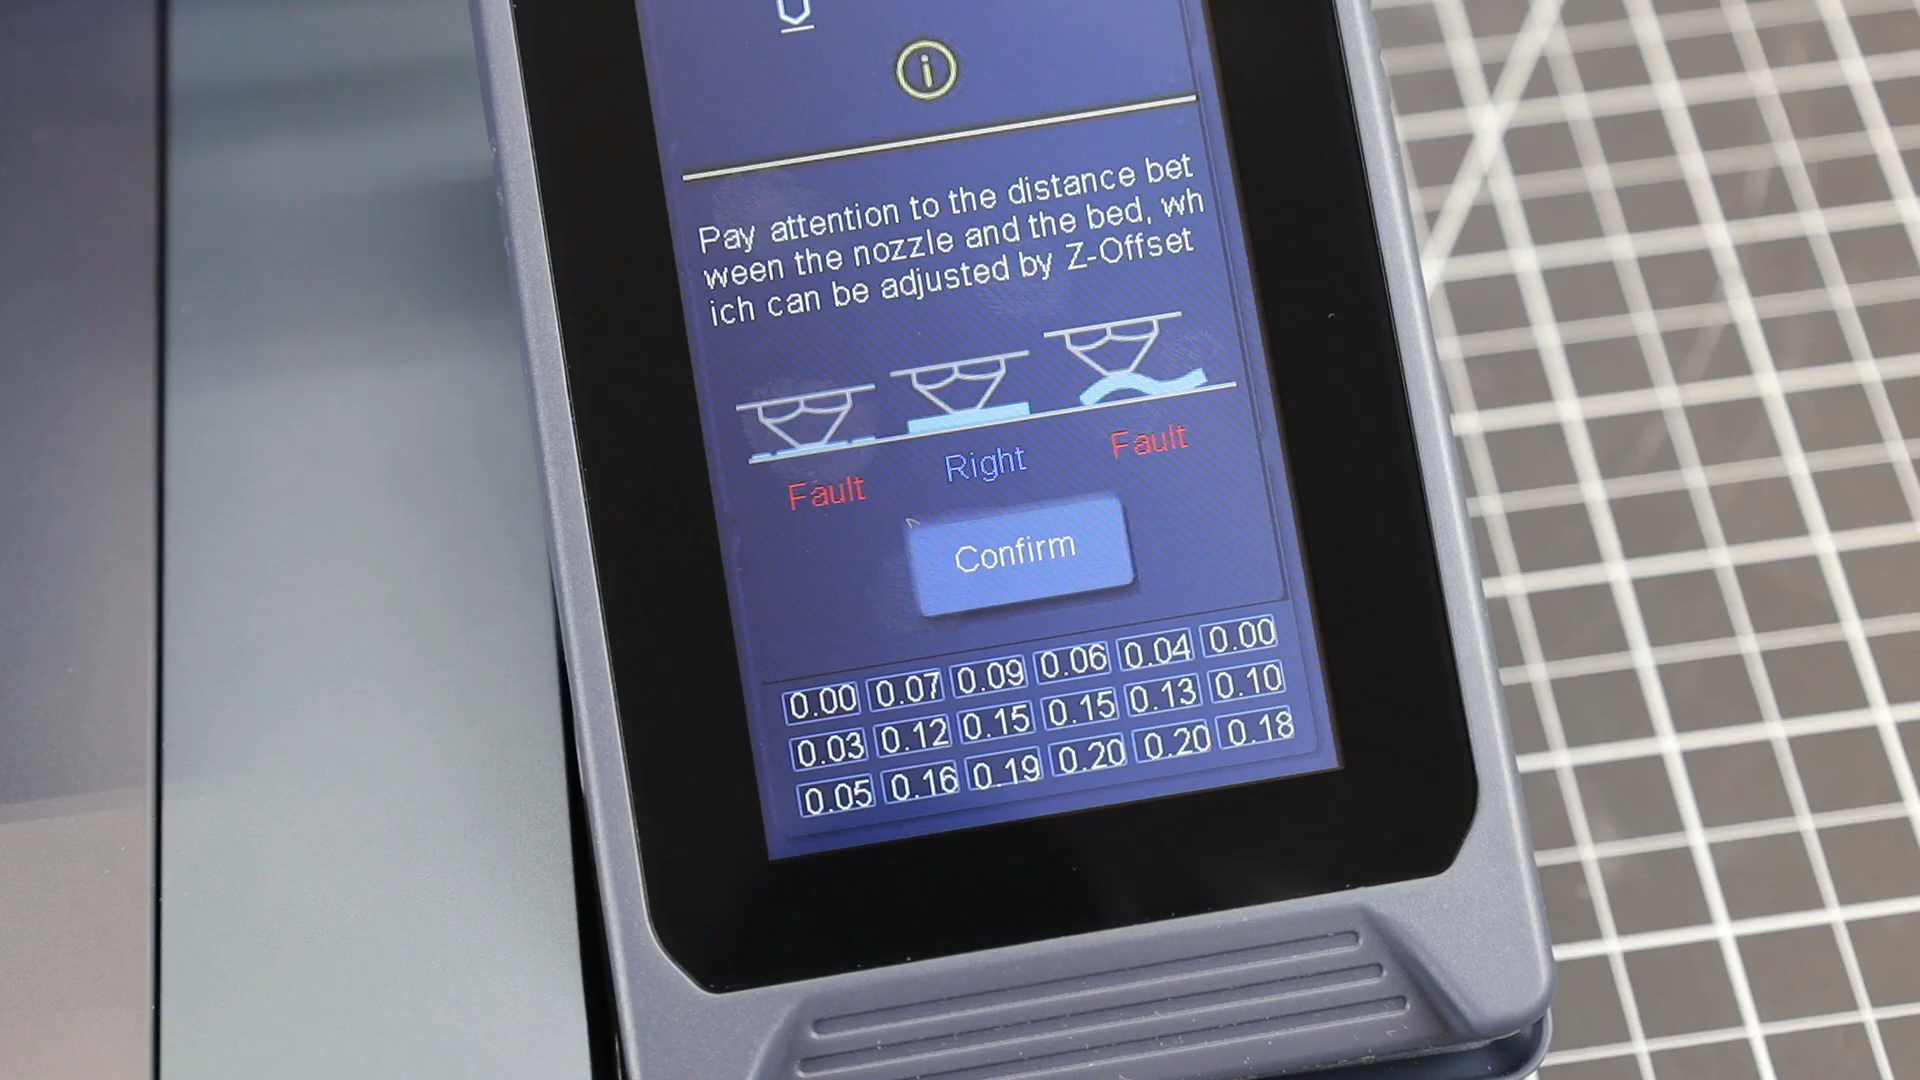 Pay attention to the distance bet
ween the nozzle and the bed, wh
ich can be adjusted by Z-Offset
Fault Right Fault
Confirm
0.00 0.07 0.09 0.06 0.04 0.00
0.03 0.12 0.15 0.15 0.13 0.10
0.05 0.16 0.19 0.20 0.20 0.18